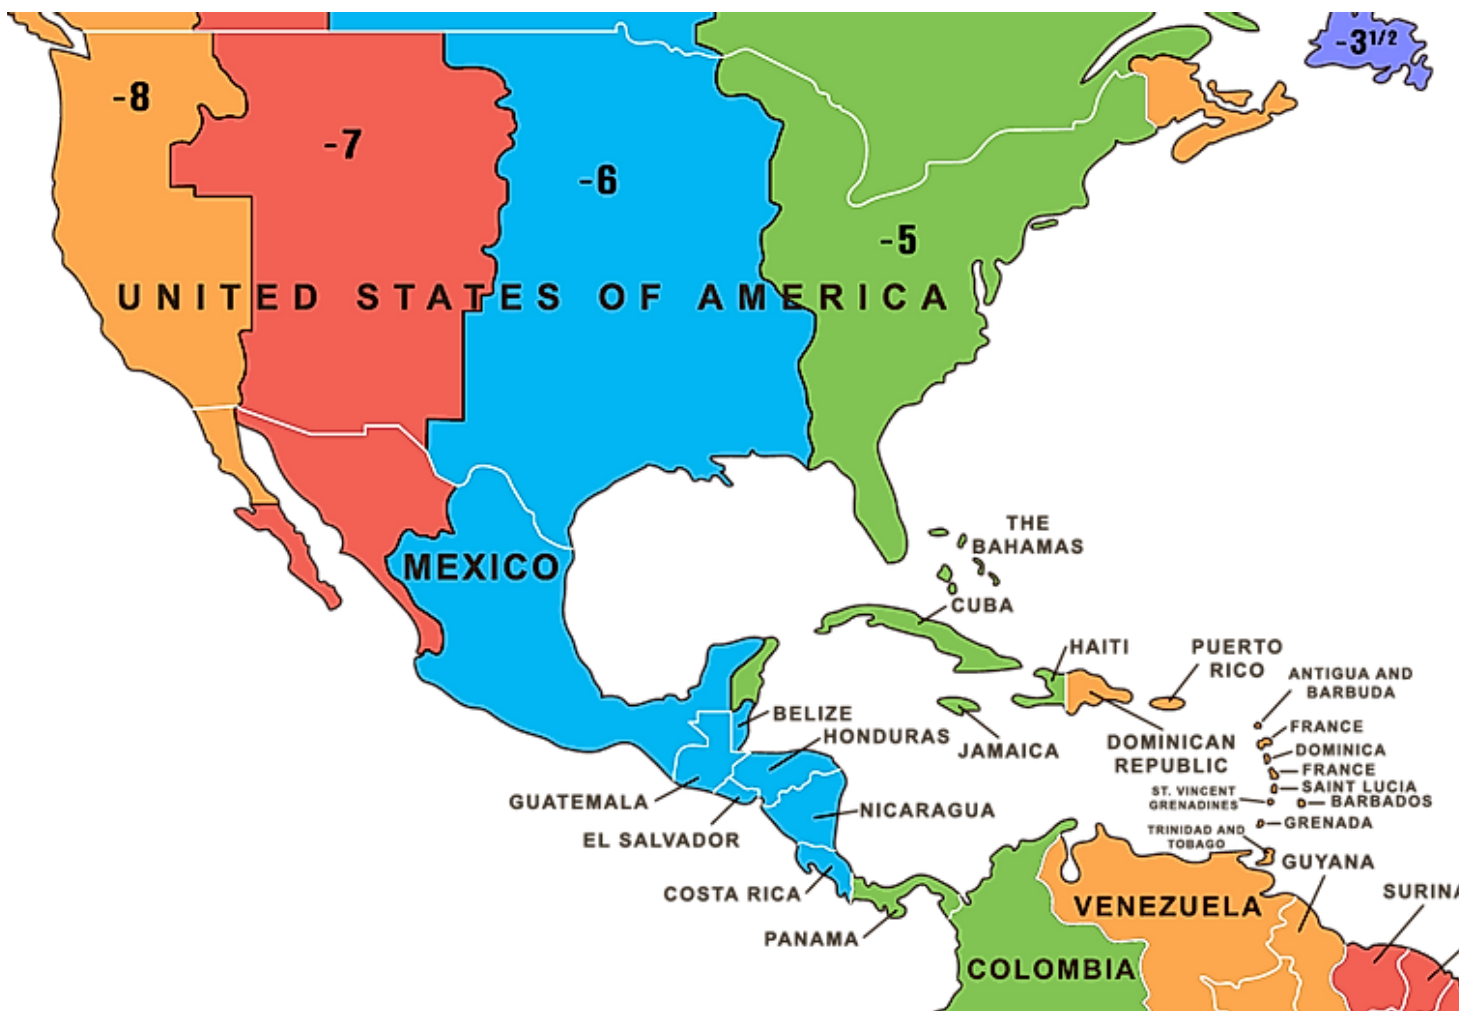 -3 1/2
-8
-7
-6
-5
UNITED STATES OF AMERICA
THE
BAHAMAS
MEXICO
CUBA
HAITI
PUERTO
RICO
ANTIGUA AND
BARBUDA
BELIZE
HONDURAS
JAMAICA
DOMINICAN
REPUBLIC
FRANCE
DOMINICA
FRANCE
SAINT LUCIA
ST. VINCENT
GRENADINES
BARBADOS
GUATEMALA
NICARAGUA
GRENADA
EL SALVADOR
TRINIDAD AND
TOBAGO
GUYANA
COSTA RICA
SURINA
VENEZUELA
PANAMA
COLOMBIA